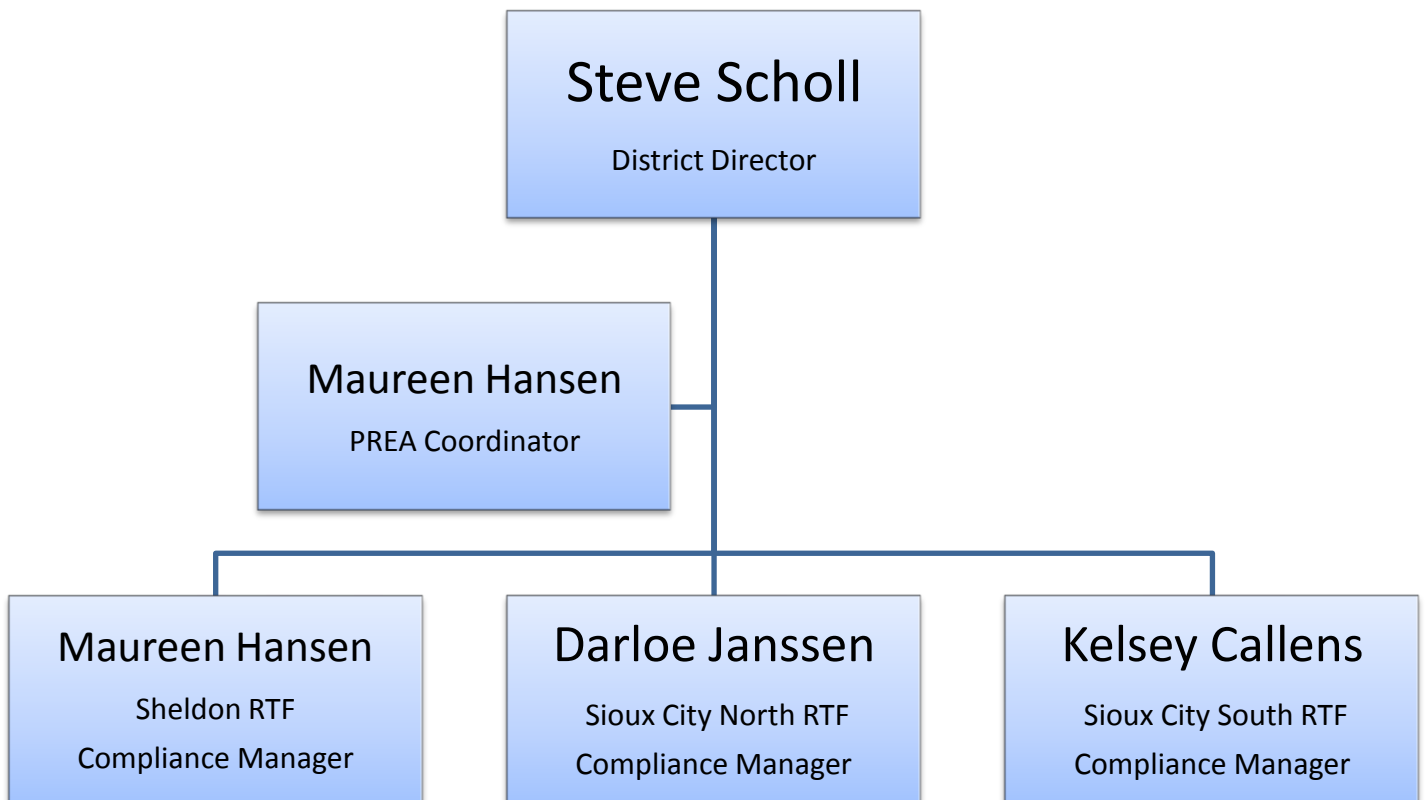 Steve Scholl
District Director
Maureen Hansen
PREA Coordinator
Maureen Hansen
Sheldon RTF
Compliance Manager
Darloe Janssen
Sioux City North RTF
Compliance Manager
Kelsey Callens
Sioux City South RTF
Compliance Manager